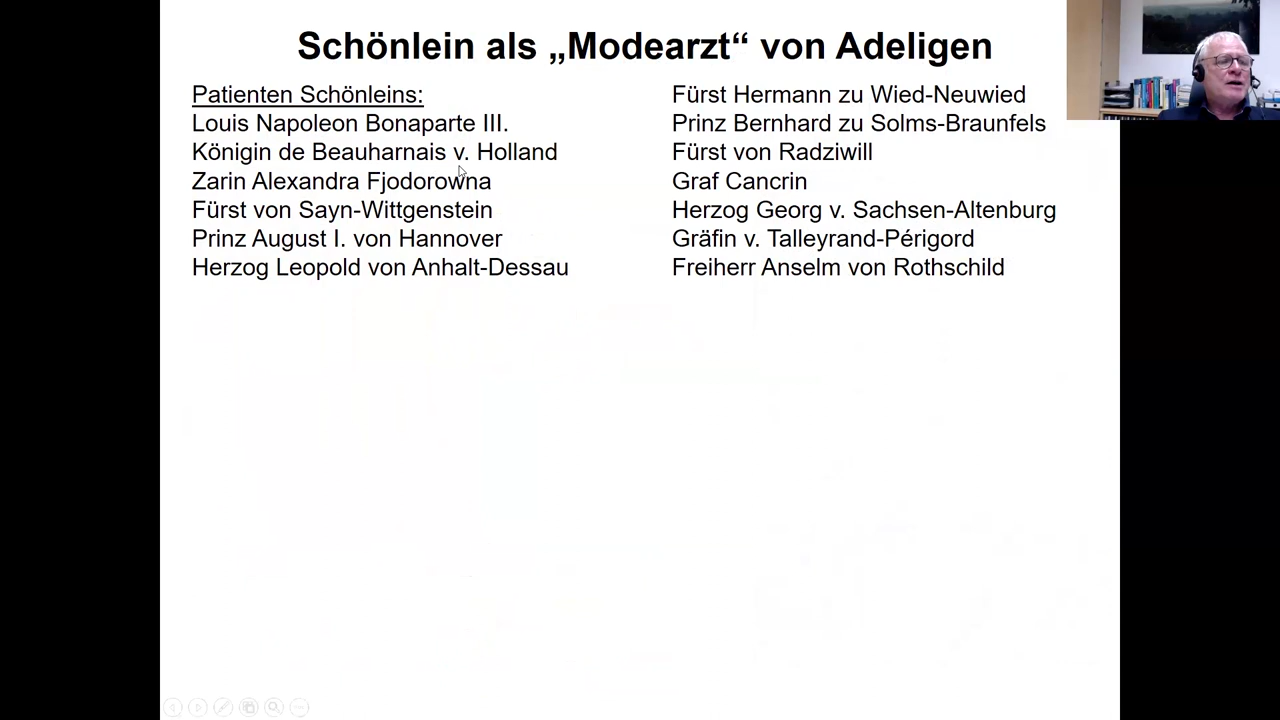 Schönlein als „Modearzt“ von Adeligen
Patienten Schönleins:
Louis Napoleon Bonaparte III.
Königin de Beauharnais v. Holland
Zarin Alexandra Fjodorowna
Fürst von Sayn-Wittgenstein
Prinz August I. von Hannover
Herzog Leopold von Anhalt-Dessau
Fürst Hermann zu Wied-Neuwied
Prinz Bernhard zu Solms-Braunfels
Fürst von Radziwill
Graf Cancrin
Herzog Georg v. Sachsen-Altenburg
Gräfin v. Talleyrand-Périgord
Freiherr Anselm von Rothschild